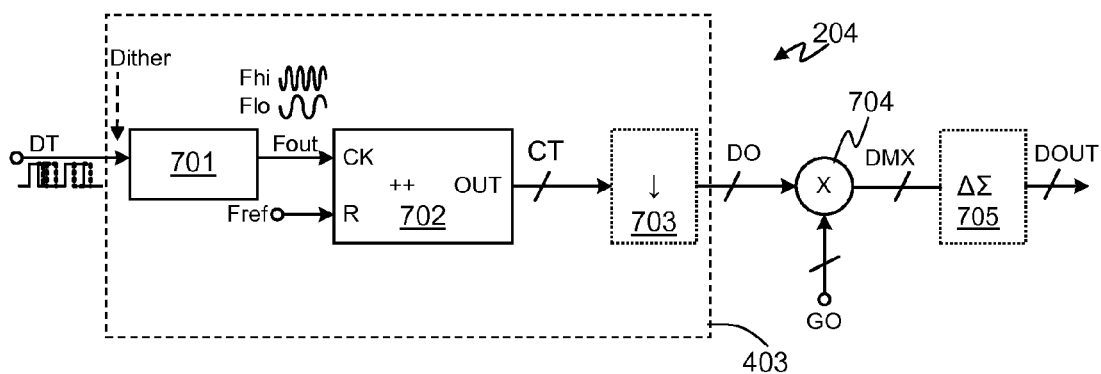 204
Dither
Fhi
Flo
704
DT
701
Fout
CK
++
OUT
702
Fref
R
CT
↓
703
DO
X
DMX
ΔΣ
705
DOUT
GO
403